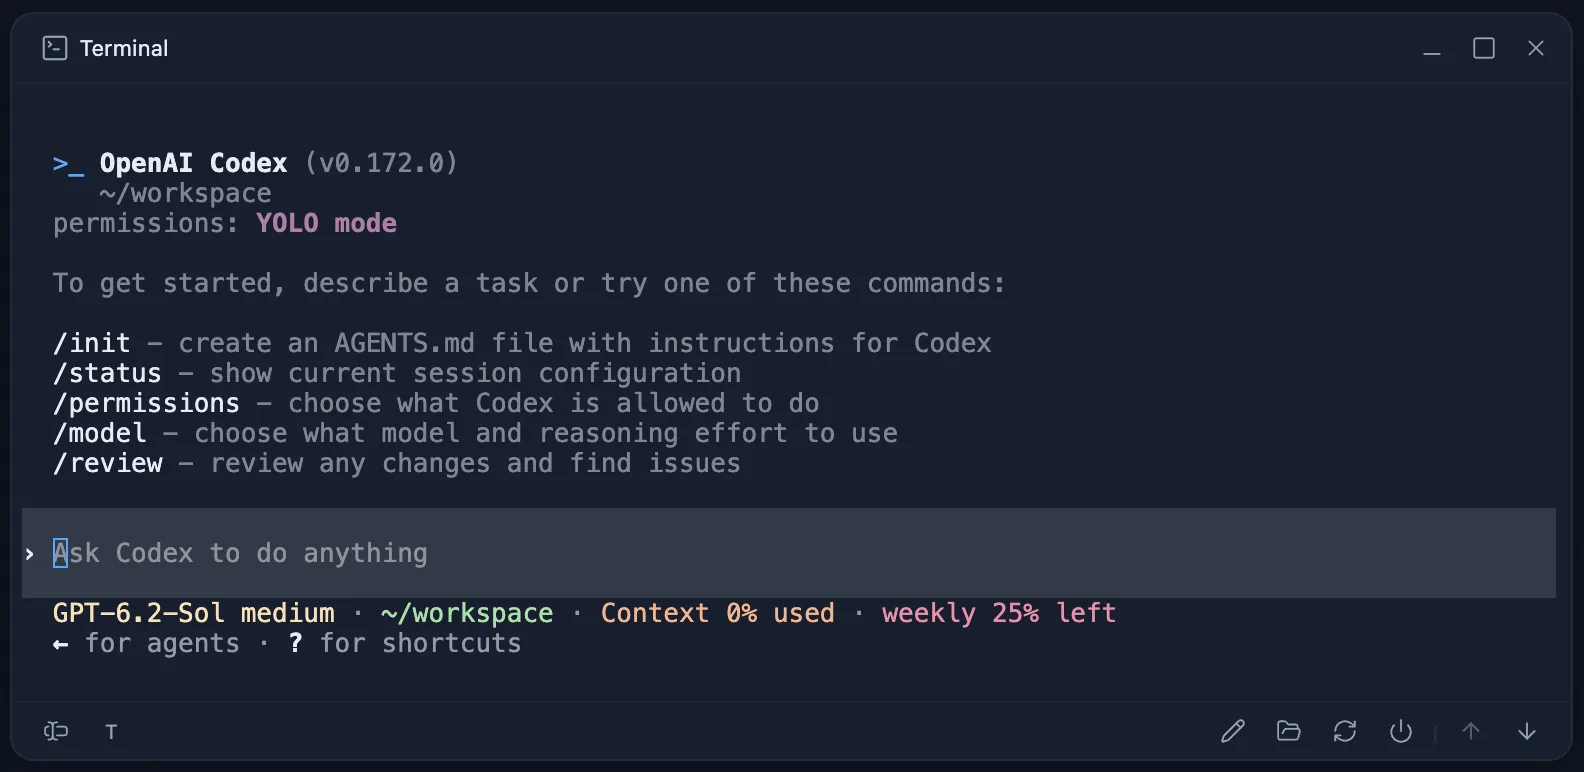 Terminal
>_ OpenAI Codex (v0.172.0)
~/workspace
permissions: YOLO mode
To get started, describe a task or try one of these commands:
/init – create an AGENTS.md file with instructions for Codex
/status – show current session configuration
/permissions – choose what Codex is allowed to do
/model – choose what model and reasoning effort to use
/review – review any changes and find issues
› Ask Codex to do anything
GPT-6.2-Sol medium · ~/workspace · Context 0% used · weekly 25% left
← for agents · ? for shortcuts
T